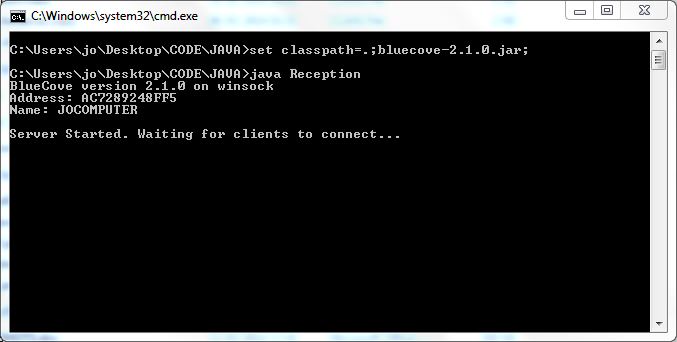 C:\Windows\system32\cmd.exe
C:\Users\jo\Desktop\CODE\JAVA>set classpath=.;bluecove-2.1.0.jar;
C:\Users\jo\Desktop\CODE\JAVA>java Reception
BlueCove version 2.1.0 on winsock
Address: AC7289248FF5
Name: JOCOMPUTER
Server Started. Waiting for clients to connect...